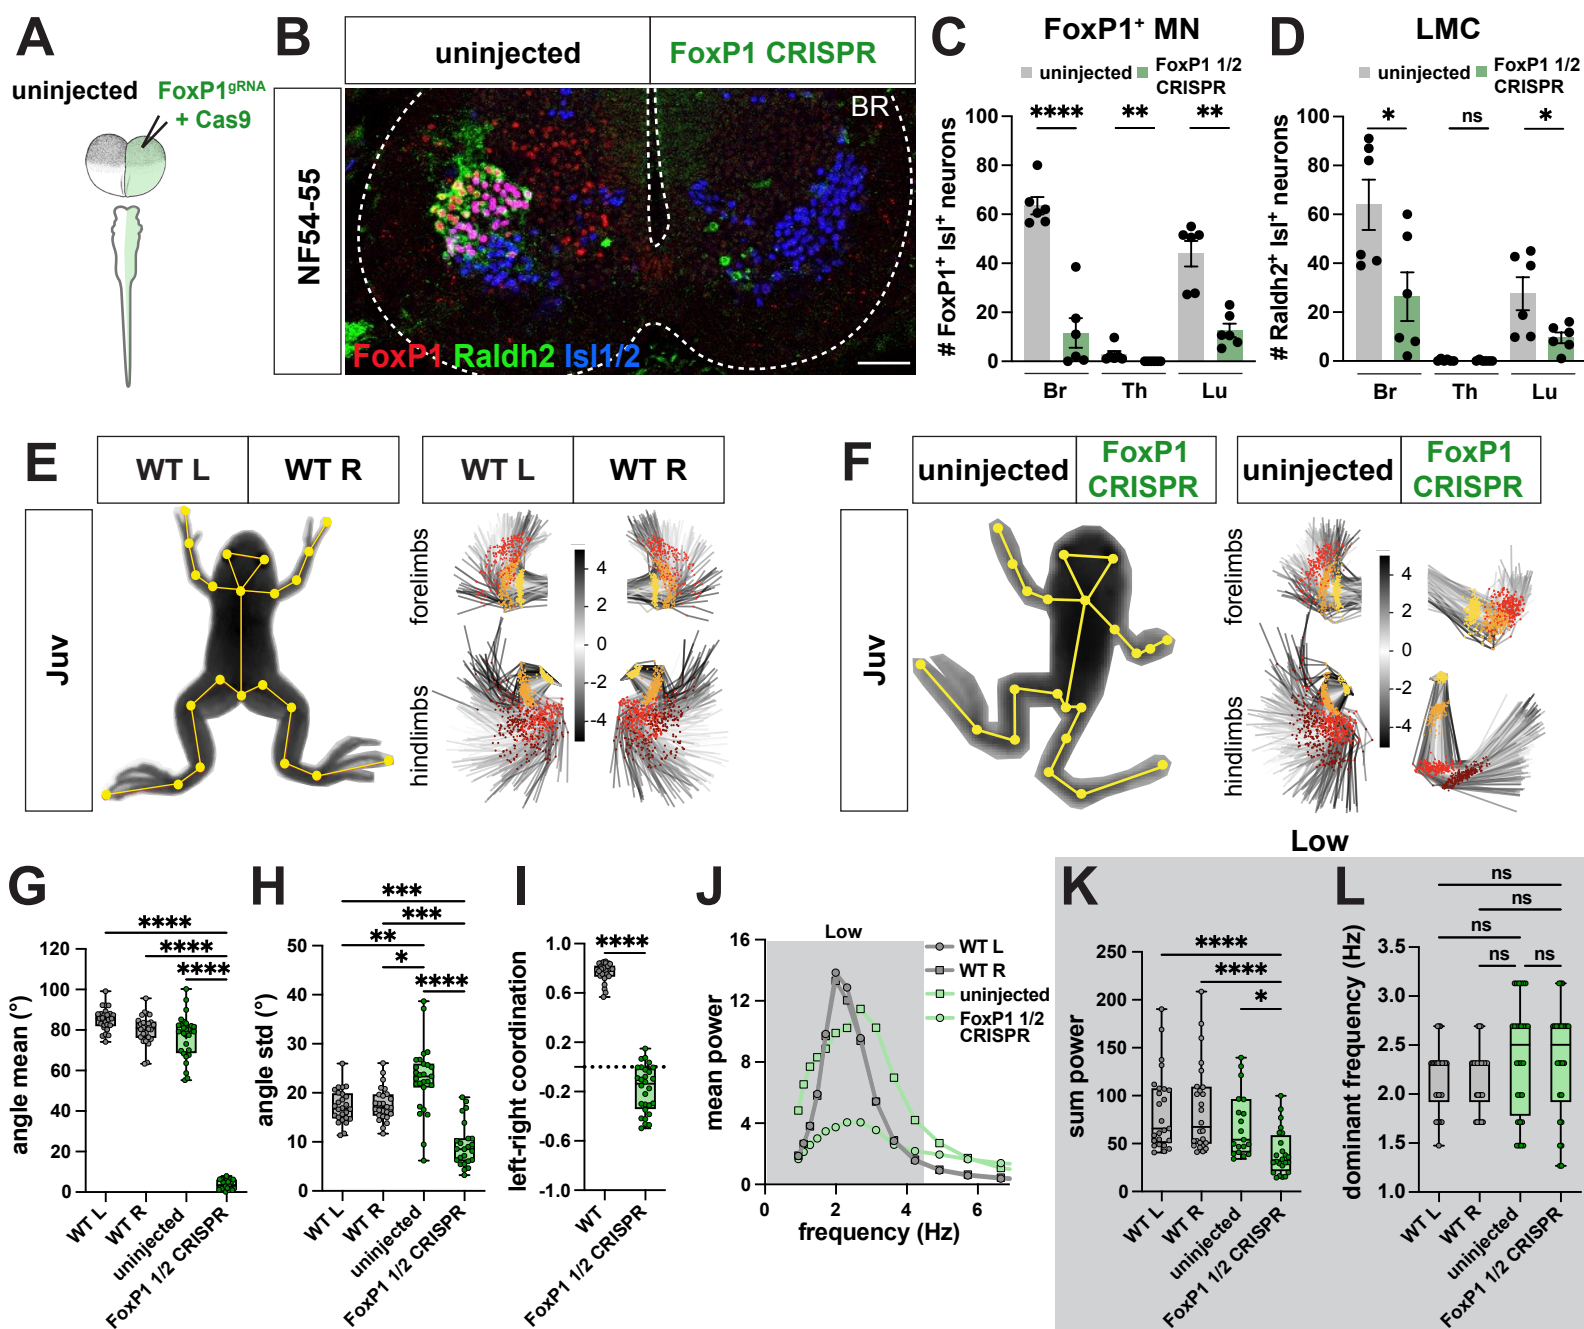 A
uninjected
FoxP1gRNA
+ Cas9
B
uninjected
FoxP1 CRISPR
NF54-55
BR
FoxP1 Raldh2 Isl1/2
C
FoxP1+ MN
uninjected
FoxP1 1/2
CRISPR
# FoxP1+ Isl+ neurons
100
80
60
40
20
0
****
**
**
Br
Th
Lu
D
LMC
uninjected
FoxP1 1/2
CRISPR
# Raldh2+ Isl+ neurons
100
80
60
40
20
0
*
ns
*
Br
Th
Lu
E
WT L
WT R
WT L
WT R
Juv
forelimbs
hindlimbs
4
2
0
-2
-4
F
uninjected
FoxP1
CRISPR
uninjected
FoxP1
CRISPR
Juv
forelimbs
hindlimbs
4
2
0
-2
-4
G
angle mean (°)
120
100
80
60
40
20
0
****
****
****
WT L
WT R
uninjected
FoxP1 1/2 CRISPR
H
angle std (°)
50
40
30
20
10
0
***
***
**
*
****
WT L
WT R
uninjected
FoxP1 1/2 CRISPR
I
left-right coordination
1.0
0.6
0.2
-0.2
-0.6
-1.0
****
WT
FoxP1 1/2 CRISPR
J
Low
mean power
16
12
8
4
0
0
2
4
6
frequency (Hz)
WT L
WT R
uninjected
FoxP1 1/2
CRISPR
Low
K
sum power
250
200
150
100
50
0
****
****
*
WT L
WT R
uninjected
FoxP1 1/2 CRISPR
L
dominant frequency (Hz)
3.5
3.0
2.5
2.0
1.5
1.0
ns
ns
ns
ns
ns
WT L
WT R
uninjected
FoxP1 1/2 CRISPR